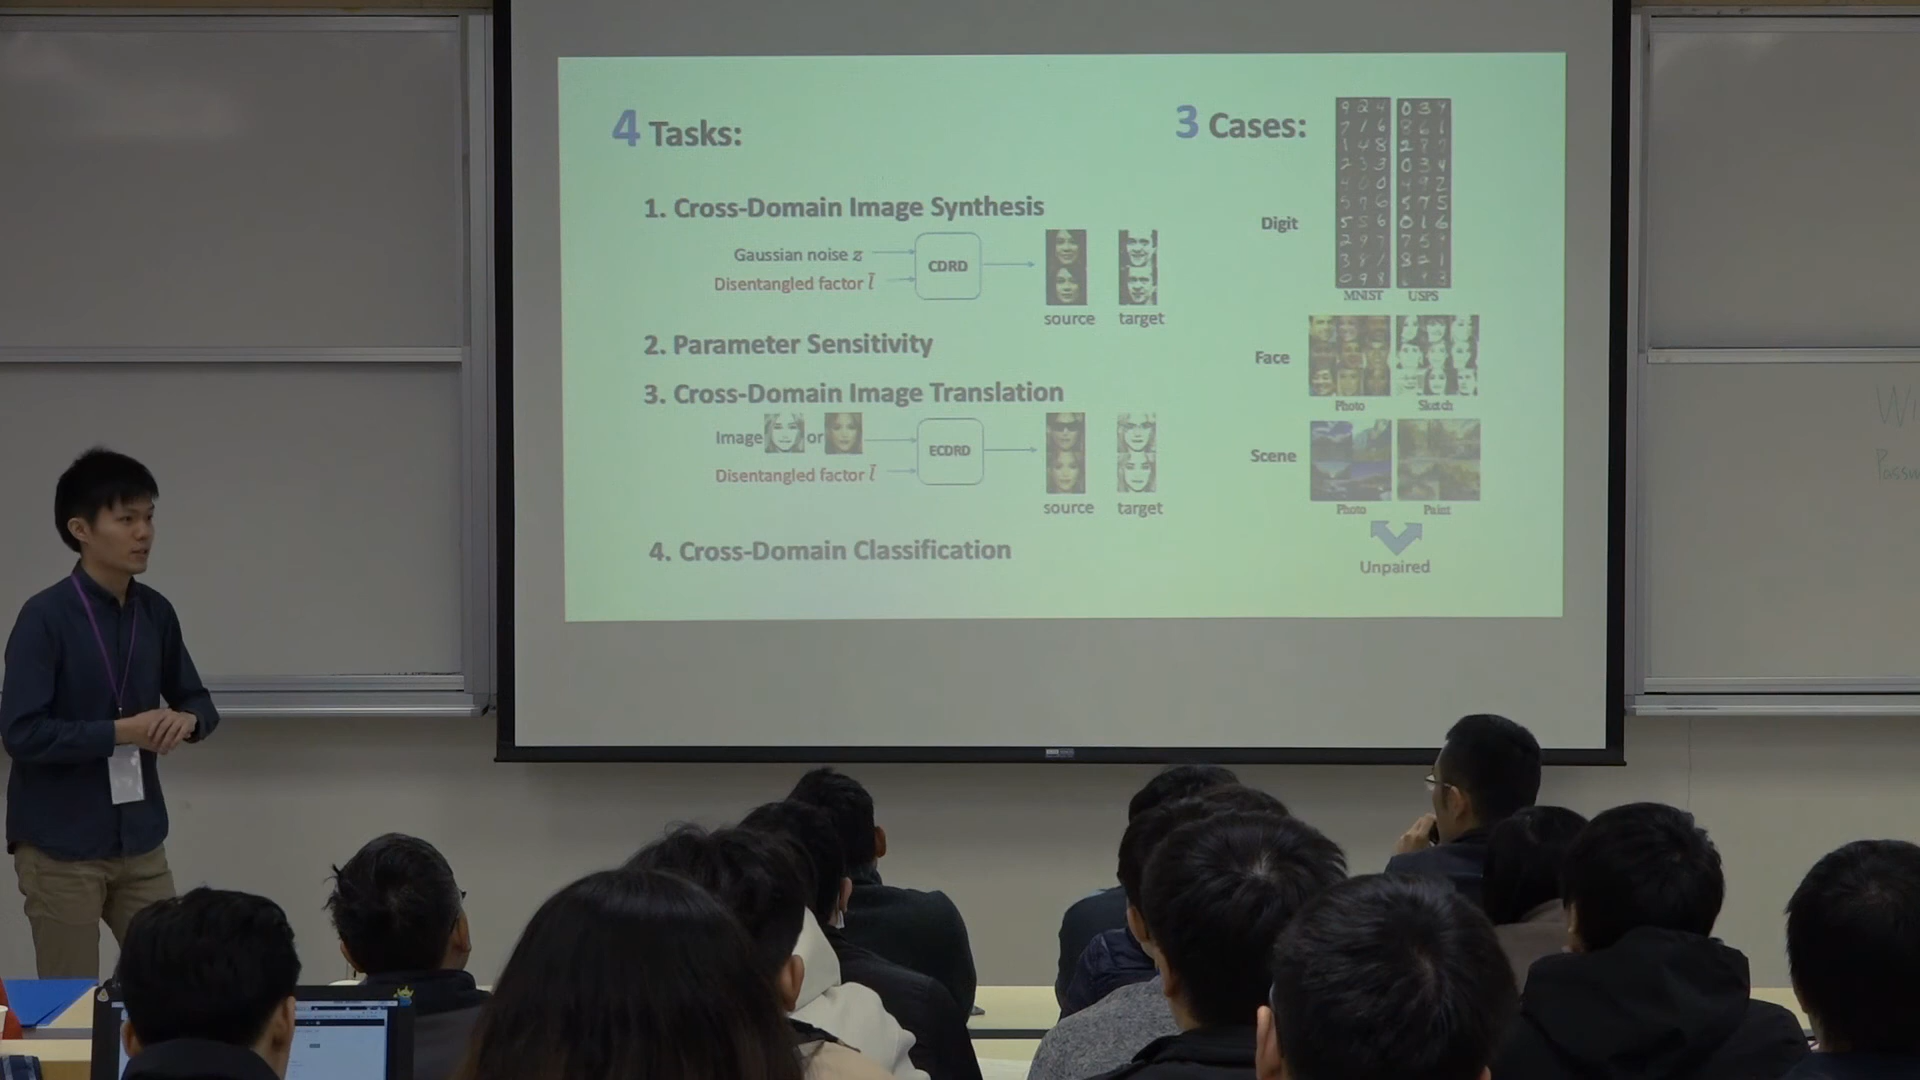 4 Tasks:
1. Cross-Domain Image Synthesis
Gaussian noise z
Disentangled factor l̄
CDRD
source target
2. Parameter Sensitivity
3. Cross-Domain Image Translation
Image or
Disentangled factor l̄
ECDRD
source target
4. Cross-Domain Classification
3 Cases:
Digit
MNIST USPS
Face
Photo Sketch
Scene
Photo Paint
Unpaired